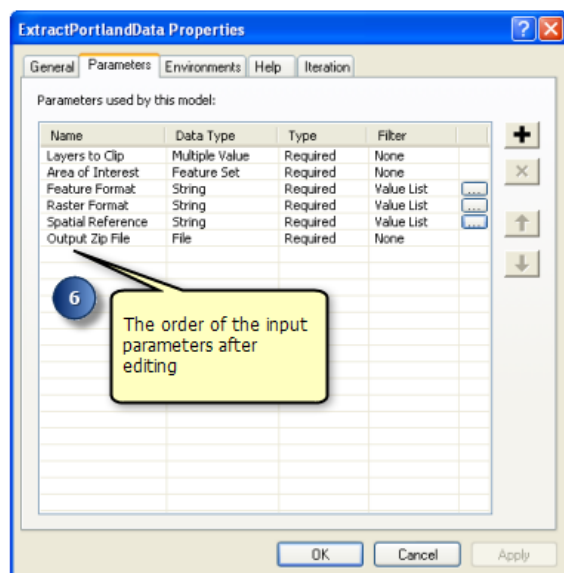 ExtractPortlandData Properties
General Parameters Environments Help Iteration
Parameters used by this model:
Name Data Type Type Filter
Layers to Clip Multiple Value Required None
Area of Interest Feature Set Required None
Feature Format String Required Value List ...
Raster Format String Required Value List ...
Spatial Reference String Required Value List ...
Output Zip File File Required None
6
The order of the input
parameters after
editing
OK Cancel Apply